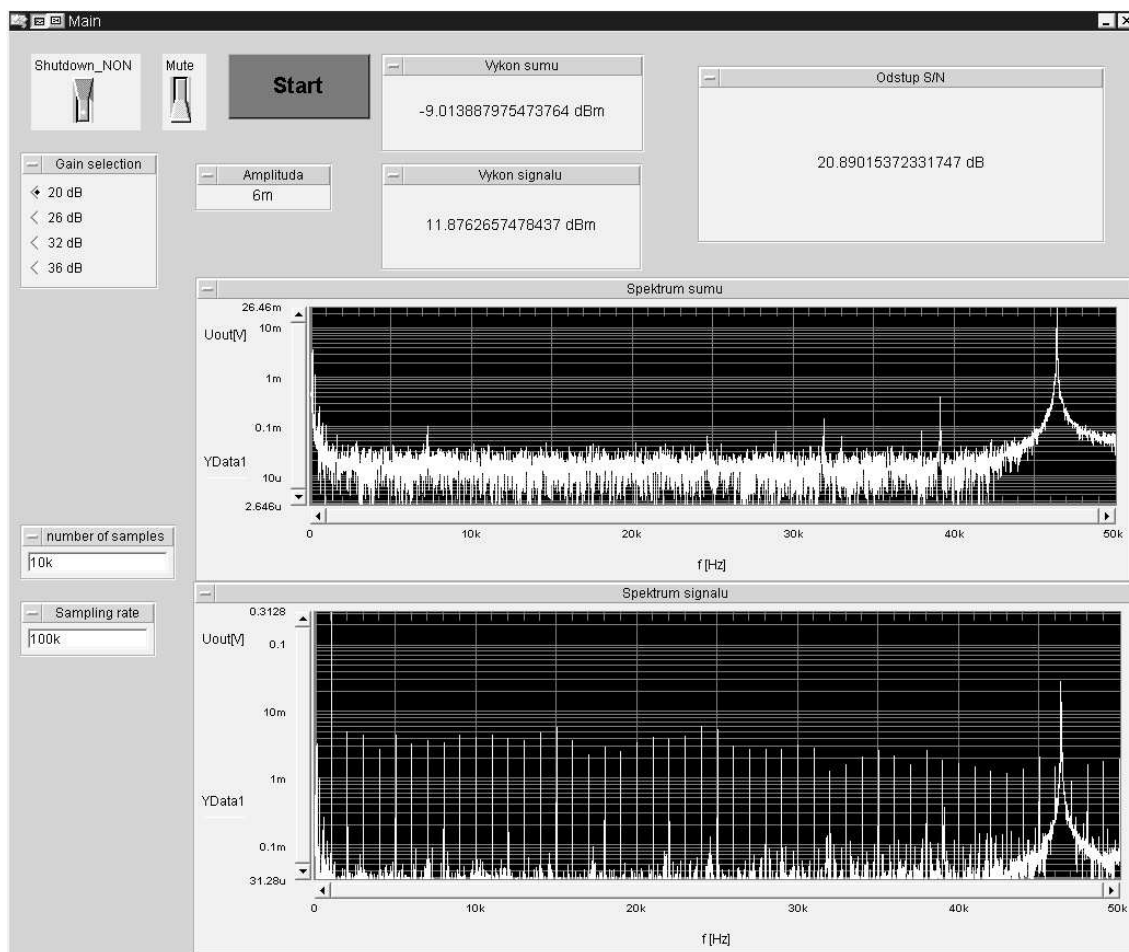 Main
Shutdown_NON
Mute
Start
Vykon sumu
-9.013887975473764 dBm
Odstup S/N
20.89015372331747 dB
Gain selection
20 dB
26 dB
32 dB
36 dB
Amplituda
6m
Vykon signalu
11.8762657478437 dBm
Spektrum sumu
26.46m
Uout[V]
10m
1m
0.1m
YData1
10u
2.646u
0
10k
20k
30k
40k
50k
f [Hz]
number of samples
10k
Sampling rate
100k
Spektrum signalu
0.3128
Uout[V]
0.1
10m
1m
YData1
0.1m
31.28u
0
10k
20k
30k
40k
50k
f [Hz]